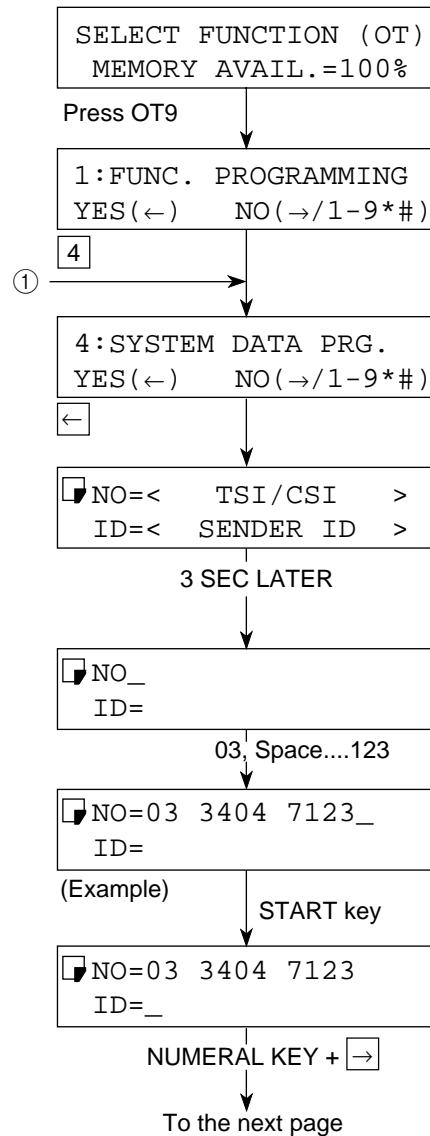 SELECT FUNCTION (OT)
MEMORY AVAIL.=100%
Press OT9
1:FUNC. PROGRAMMING
YES(←) NO(→/1-9*#)
4
①
4:SYSTEM DATA PRG.
YES(←) NO(→/1-9*#)
←
NO=< TSI/CSI >
ID=< SENDER ID >
3 SEC LATER
NO_
ID=
03, Space....123
NO=03 3404 7123_
ID=
(Example)
START key
NO=03 3404 7123
ID=_
NUMERAL KEY + →
To the next page